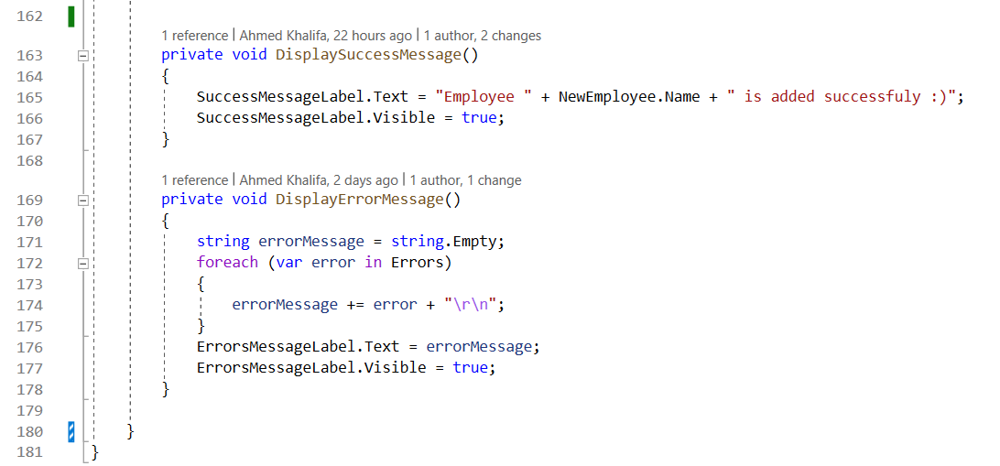 162
1 reference | Ahmed Khalifa, 22 hours ago | 1 author, 2 changes
163 private void DisplaySuccessMessage()
164 {
165 SuccessMessageLabel.Text = "Employee " + NewEmployee.Name + " is added successfuly :)";
166 SuccessMessageLabel.Visible = true;
167 }
168
1 reference | Ahmed Khalifa, 2 days ago | 1 author, 1 change
169 private void DisplayErrorMessage()
170 {
171 string errorMessage = string.Empty;
172 foreach (var error in Errors)
173 {
174 errorMessage += error + "\r\n";
175 }
176 ErrorsMessageLabel.Text = errorMessage;
177 ErrorsMessageLabel.Visible = true;
178 }
179
180 }
181 }